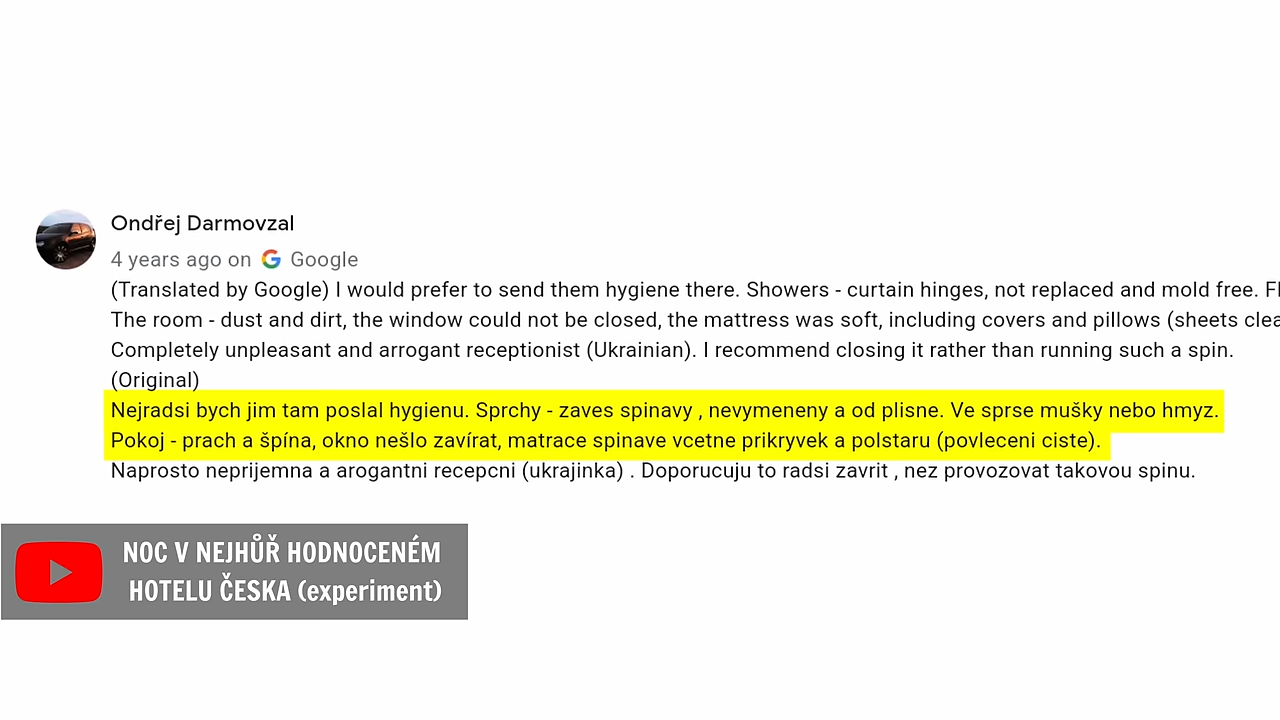 Ondřej Darmovzal
4 years ago on Google
(Translated by Google) I would prefer to send them hygiene there. Showers - curtain hinges, not replaced and mold free.
The room - dust and dirt, the window could not be closed, the mattress was soft, including covers and pillows (sheets
Completely unpleasant and arrogant receptionist (Ukrainian). I recommend closing it rather than running such a spin.
(Original)
Nejradsi bych jim tam poslal hygienu. Sprchy - zaves spinavy , nevymeneny a od plisne. Ve sprse mušky nebo hmyz.
Pokoj - prach a špína, okno nešlo zavírat, matrace spinave vcetne prikryvek a polstaru (povleceni ciste).
Naprosto neprijemna a arogantni recepcni (ukrajinka) . Doporucuju to radsi zavrit , nez provozovat takovou spinu.
NOC V NEJHŮŘ HODNOCENÉM
HOTELU ČESKA (experiment)